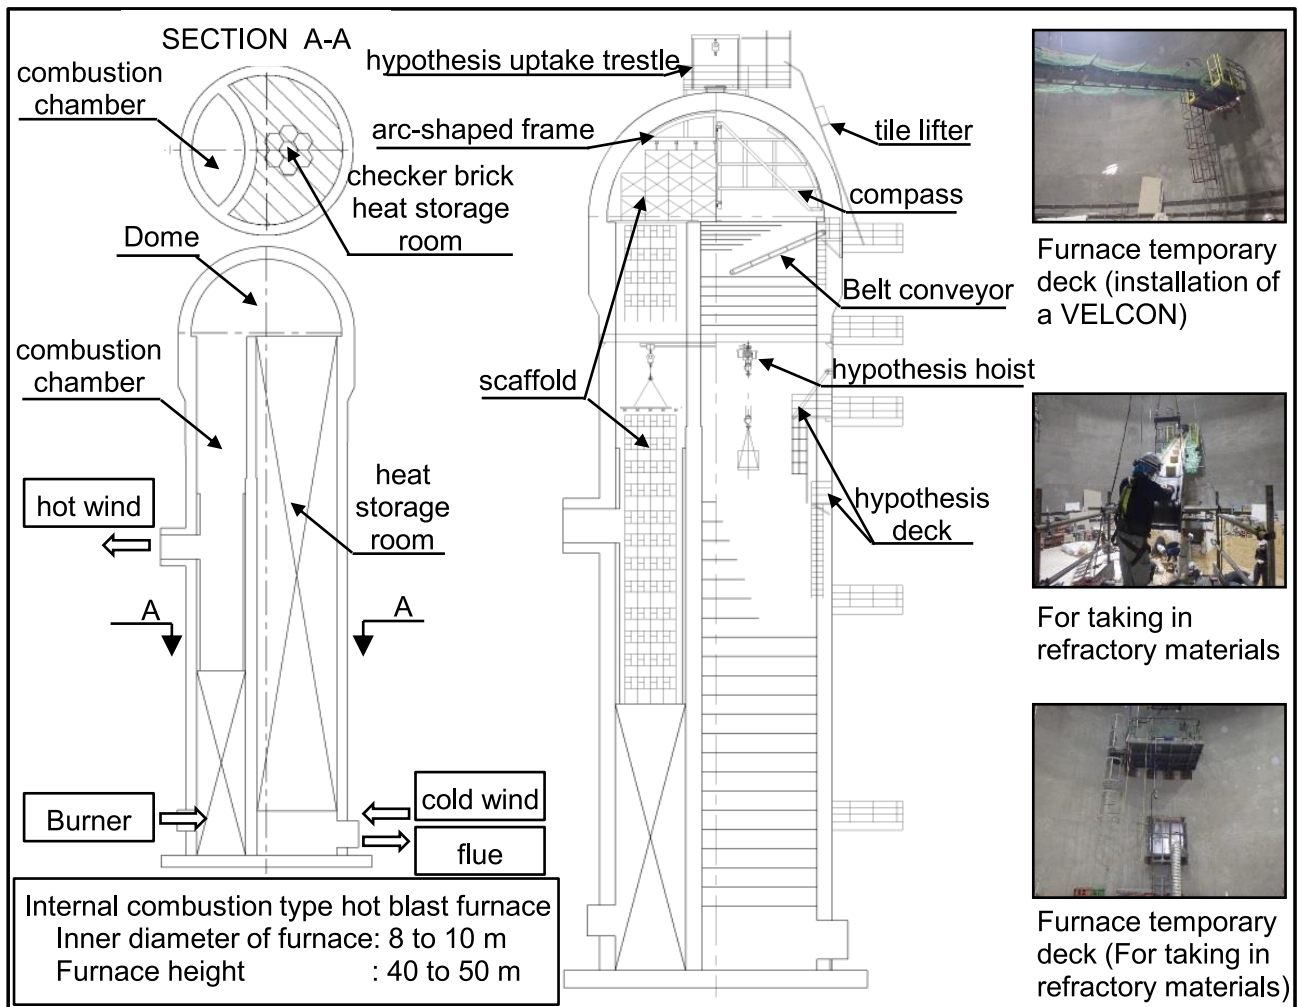 SECTION A-A
combustion
chamber
checker brick
heat storage
room
Dome
combustion
chamber
heat
storage
room
hot wind
A
A
Burner
cold wind
flue
Internal combustion type hot blast furnace
Inner diameter of furnace: 8 to 10 m
Furnace height : 40 to 50 m
hypothesis uptake trestle
arc-shaped frame
tile lifter
compass
Belt conveyor
scaffold
hypothesis hoist
hypothesis
deck
Furnace temporary
deck (installation of
a VELCON)
For taking in
refractory materials
Furnace temporary
deck (For taking in
refractory materials)